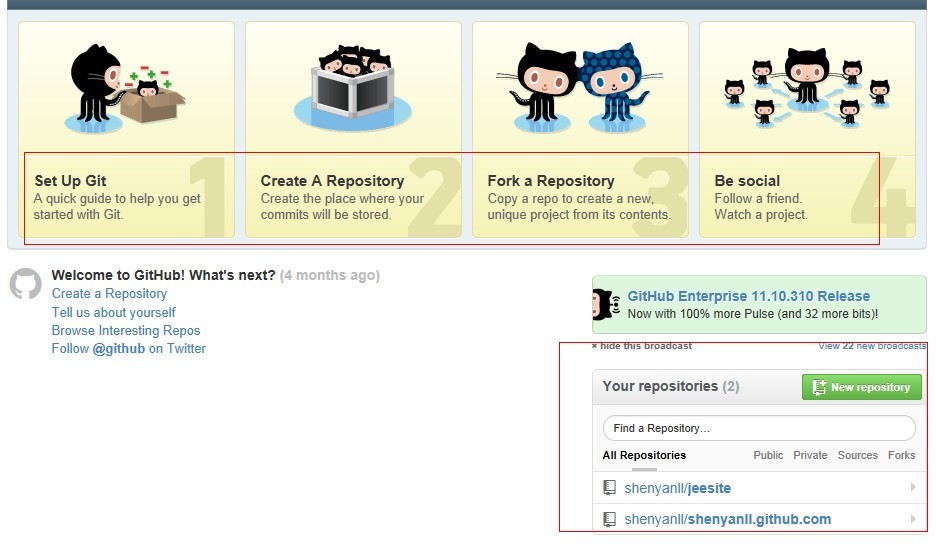 1
Set Up Git
A quick guide to help you get
started with Git.
2
Create A Repository
Create the place where your
commits will be stored.
3
Fork a Repository
Copy a repo to create a new,
unique project from its contents.
4
Be social
Follow a friend.
Watch a project.
Welcome to GitHub! What's next? (4 months ago)
Create a Repository
Tell us about yourself
Browse Interesting Repos
Follow @github on Twitter
GitHub Enterprise 11.10.310 Release
Now with 100% more Pulse (and 32 more bits)!
× hide this broadcast View 22 new broadcasts
Your repositories (2) New repository
Find a Repository…
All Repositories Public Private Sources Forks
shenyanll/jeesite
shenyanll/shenyanll.github.com